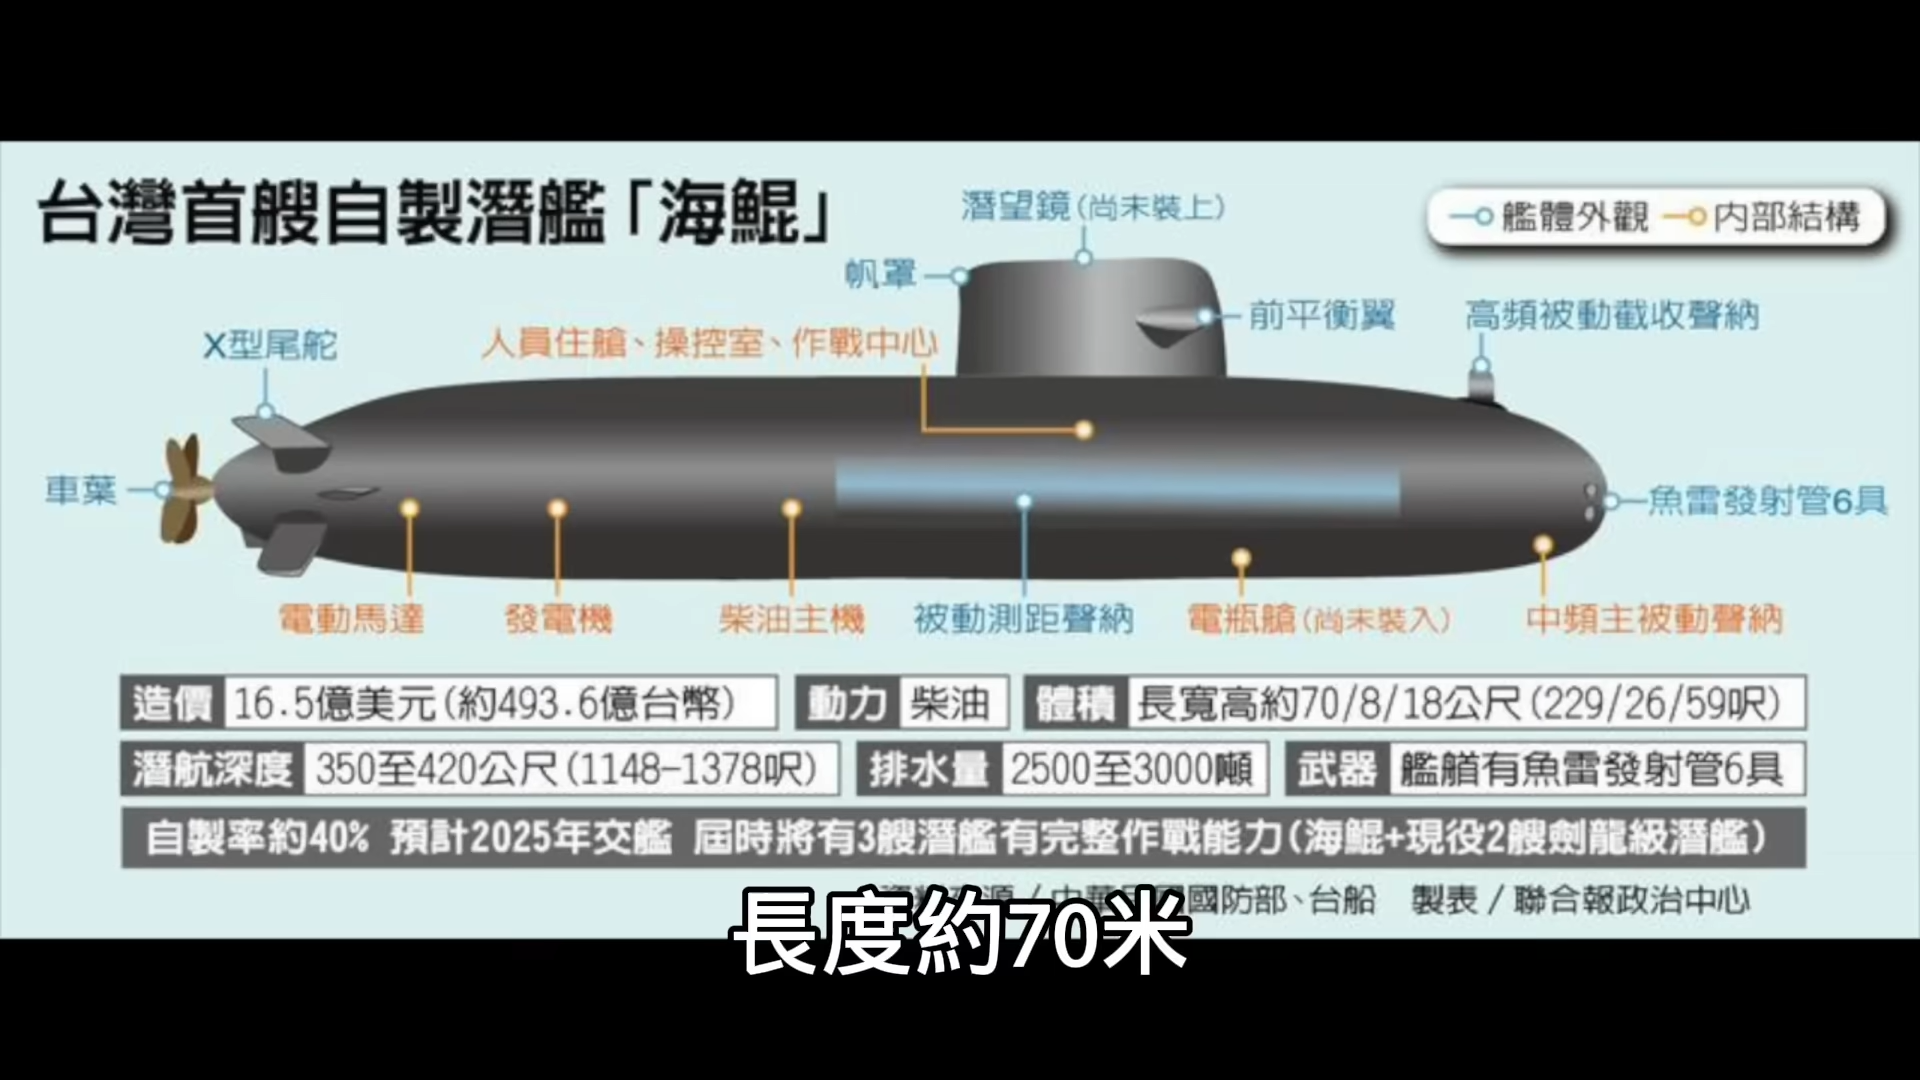 台灣首艘自製潛艦「海鯤」
潛望鏡(尚未裝上)
艦體外觀 內部結構
帆罩
前平衡翼
高頻被動截收聲納
X型尾舵
人員住艙、操控室、作戰中心
車葉
魚雷發射管6具
電動馬達
發電機
柴油主機
被動測距聲納
電瓶艙(尚未裝入)
中頻主被動聲納
造價 16.5億美元(約493.6億台幣) 動力 柴油 體積 長寬高約70/8/18公尺(229/26/59呎)
潛航深度 350至420公尺(1148-1378呎) 排水量 2500至3000噸 武器 艦艏有魚雷發射管6具
自製率約40% 預計2025年交艦 屆時將有3艘潛艦有完整作戰能力(海鯤+現役2艘劍龍級潛艦)
源/中華 國防部、台船 製表/聯合報政治中心
長度約70米